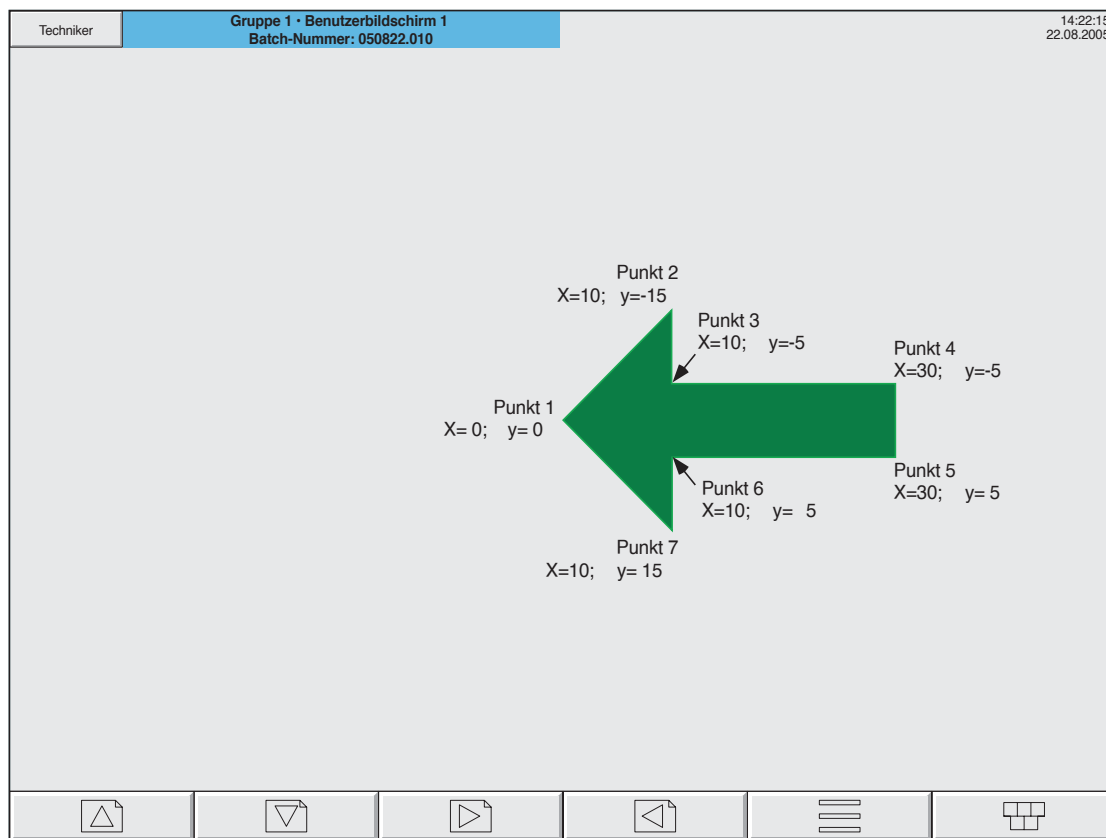 Techniker
Gruppe 1 • Benutzerbildschirm 1
Batch-Nummer: 050822.010
14:22:15
22.08.2005
Punkt 2
X=10; y=-15
Punkt 3
X=10; y=-5
Punkt 4
X=30; y=-5
Punkt 1
X= 0; y= 0
Punkt 5
X=30; y= 5
Punkt 6
X=10; y= 5
Punkt 7
X=10; y= 15